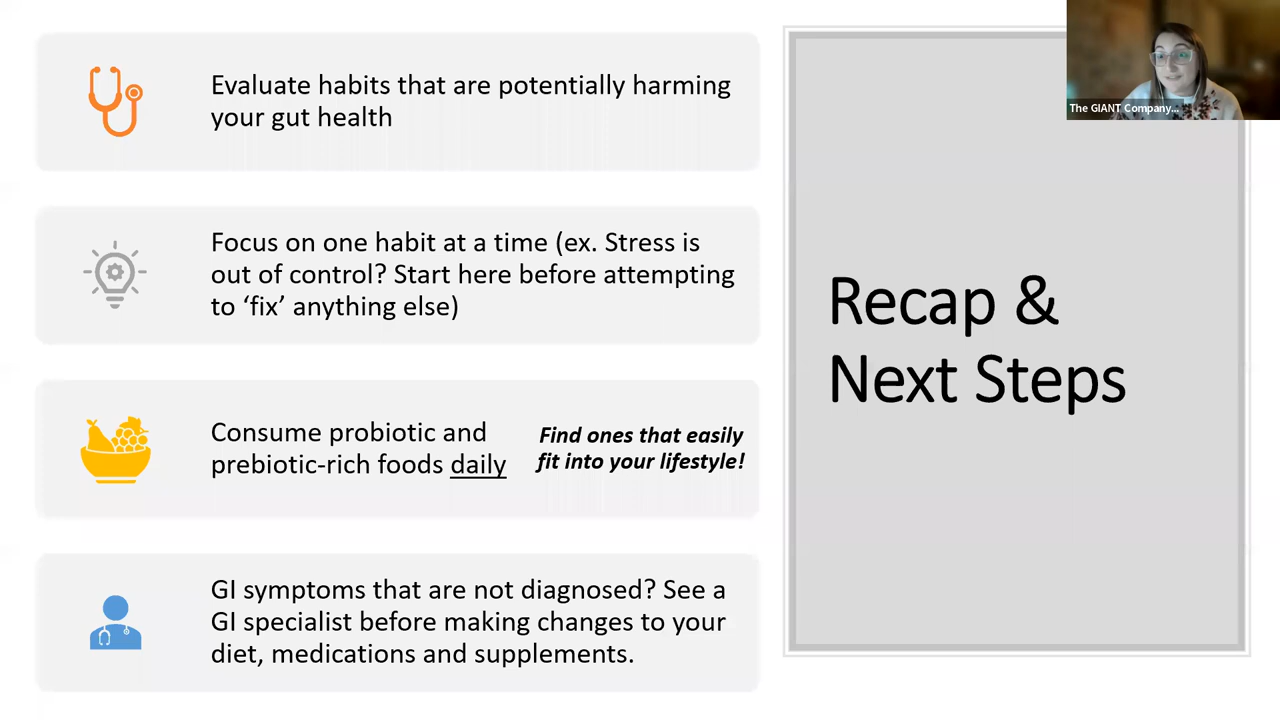 Evaluate habits that are potentially harming
your gut health
Focus on one habit at a time (ex. Stress is
out of control? Start here before attempting
to ‘fix’ anything else)
Consume probiotic and
prebiotic-rich foods daily
Find ones that easily
fit into your lifestyle!
GI symptoms that are not diagnosed? See a
GI specialist before making changes to your
diet, medications and supplements.
Recap &
Next Steps
The GIANT Company...